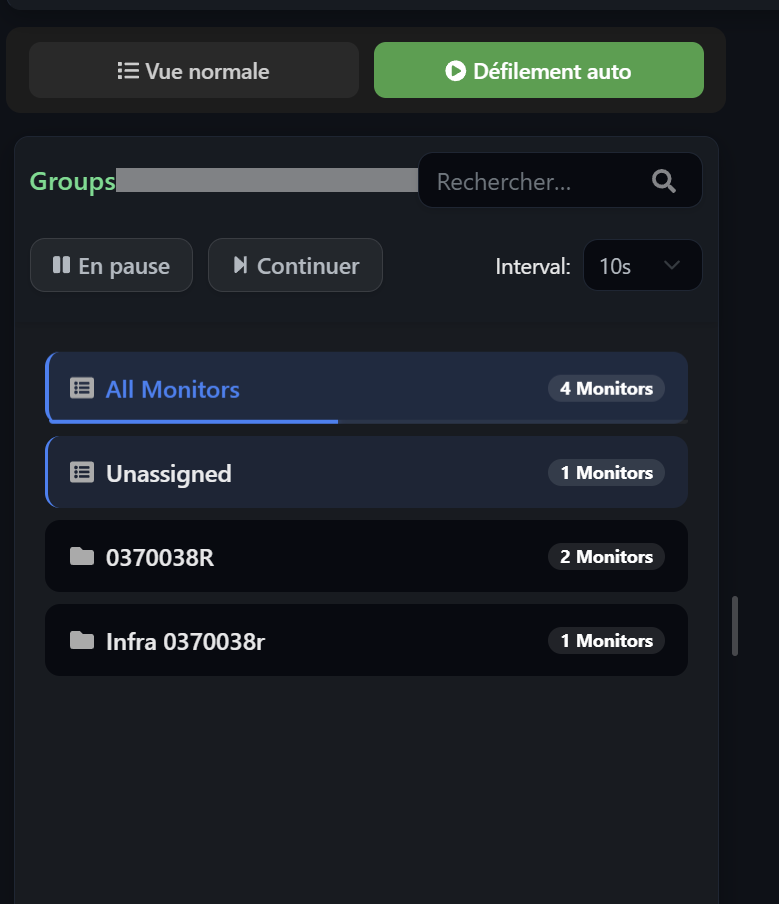 Vue normale Défilement auto
Groups Rechercher...
En pause Continuer Interval: 10s
All Monitors 4 Monitors
Unassigned 1 Monitors
0370038R 2 Monitors
Infra 0370038r 1 Monitors